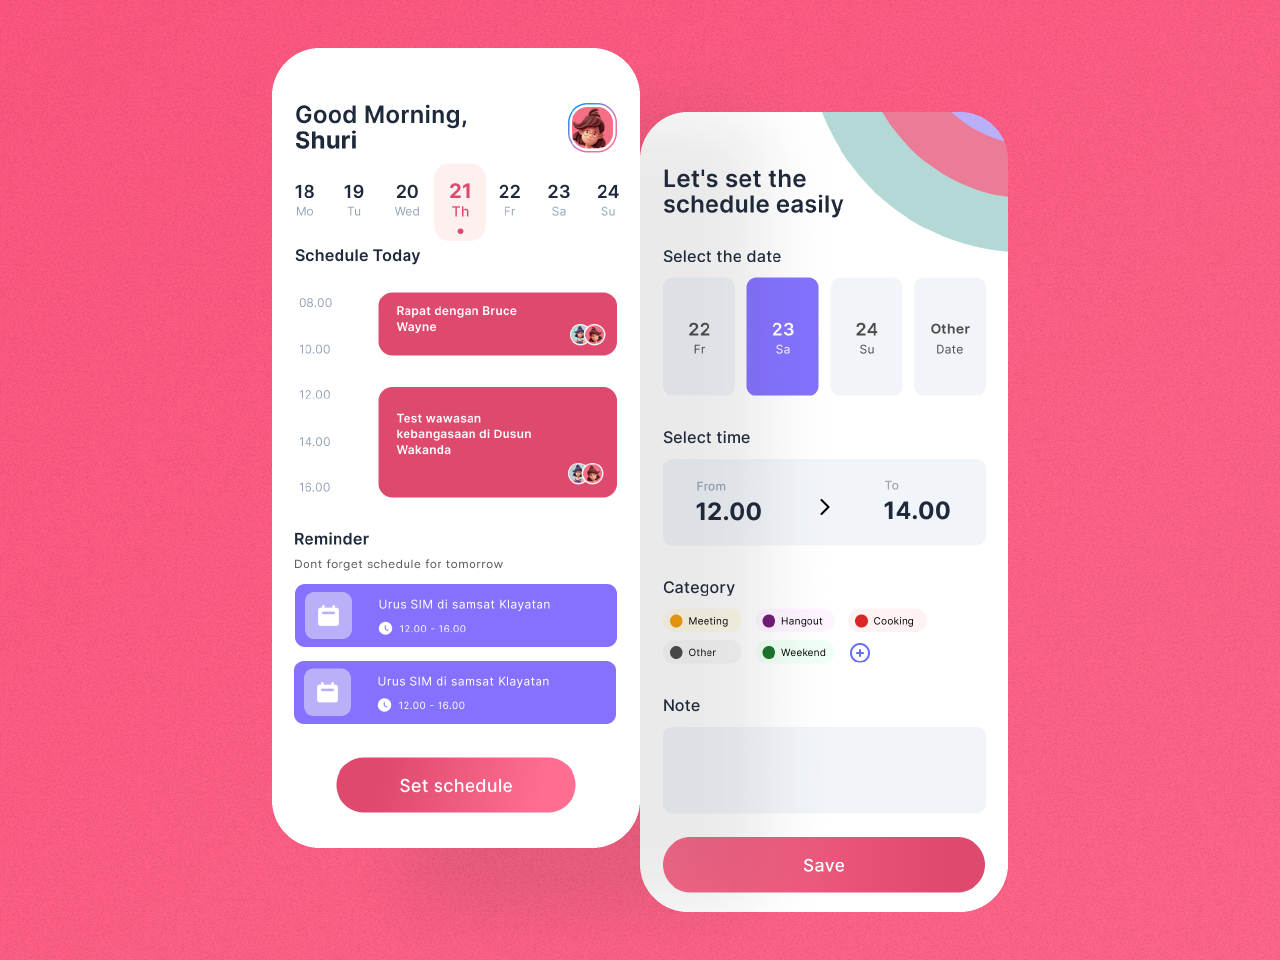 Good Morning,
Shuri
18 19 20 21 22 23 24
Mo Tu Wed Th Fr Sa Su
Schedule Today
08.00
10.00
12.00
14.00
16.00
Rapat dengan Bruce
Wayne
Test wawasan
kebangasaan di Dusun
Wakanda
Reminder
Dont forget schedule for tomorrow
Urus SIM di samsat Klayatan
12.00 - 16.00
Urus SIM di samsat Klayatan
12.00 - 16.00
Set schedule
Let's set the
schedule easily
Select the date
22 23 24 Other
Fr Sa Su Date
Select time
From To
12.00 > 14.00
Category
Meeting Hangout Cooking
Other Weekend
Note
Save